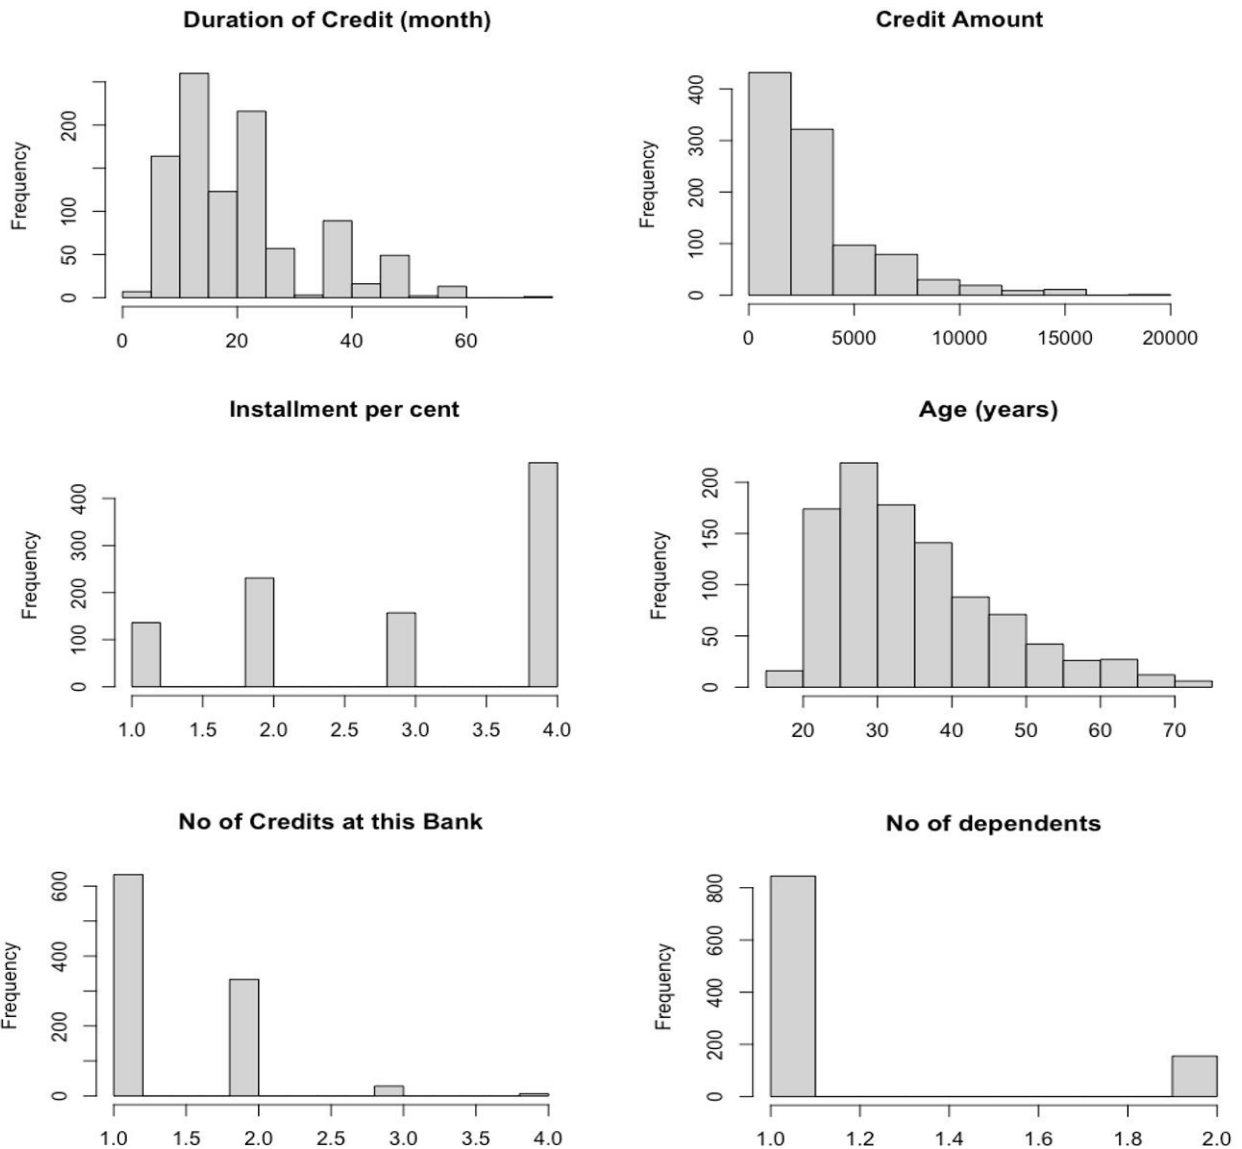 Duration of Credit (month)
Frequency
0 50 100 200
0 20 40 60
Credit Amount
Frequency
0 100 200 300 400
0 5000 10000 15000 20000
Installment per cent
Frequency
0 100 200 300 400
1.0 1.5 2.0 2.5 3.0 3.5 4.0
Age (years)
Frequency
0 50 100 150 200
20 30 40 50 60 70
No of Credits at this Bank
Frequency
0 200 400 600
1.0 1.5 2.0 2.5 3.0 3.5 4.0
No of dependents
Frequency
0 200 400 600 800
1.0 1.2 1.4 1.6 1.8 2.0